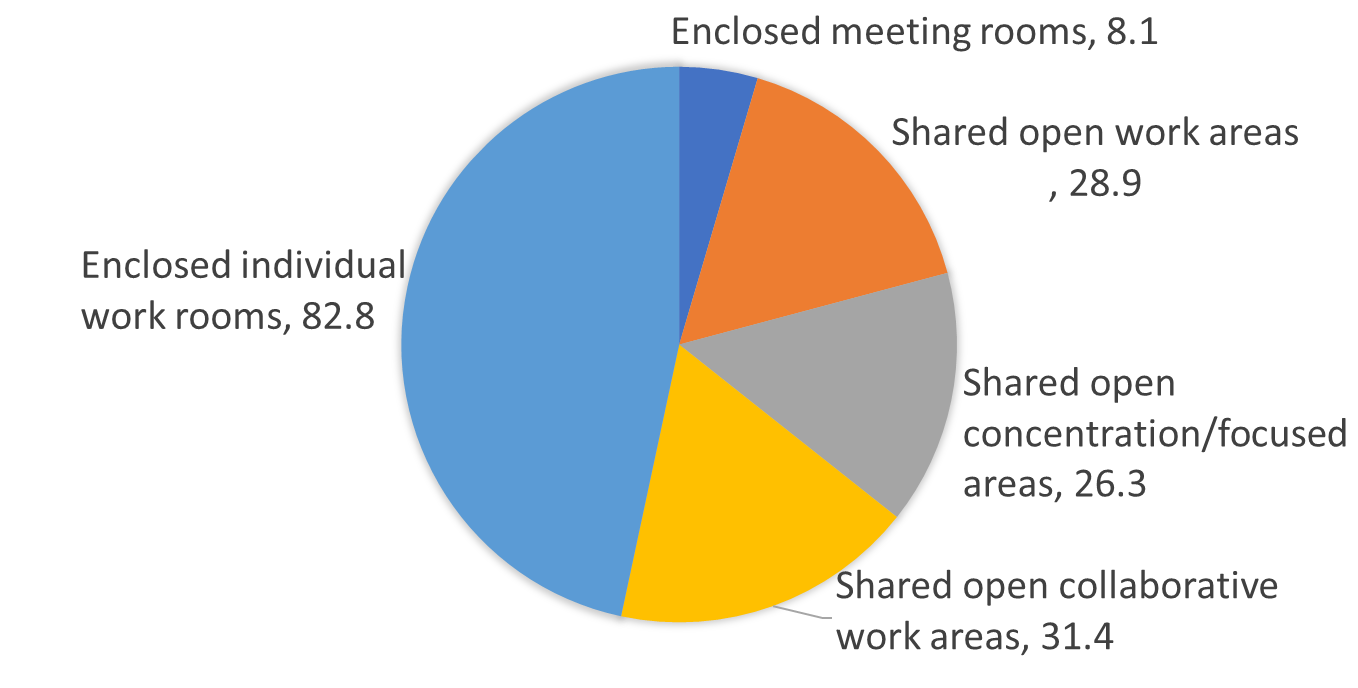 Enclosed meeting rooms, 8.1
Shared open work areas
, 28.9
Enclosed individual
work rooms, 82.8
Shared open
concentration/focused
areas, 26.3
Shared open collaborative
work areas, 31.4